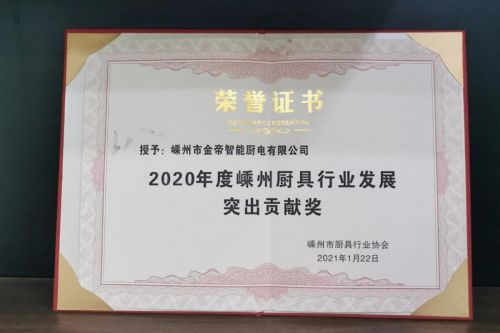 荣誉证书
HONORARY CREDENTIAL
授予：嵊州市金帝智能厨电有限公司
2020年度嵊州厨具行业发展
突出贡献奖
嵊州市厨具行业协会
2021年1月22日